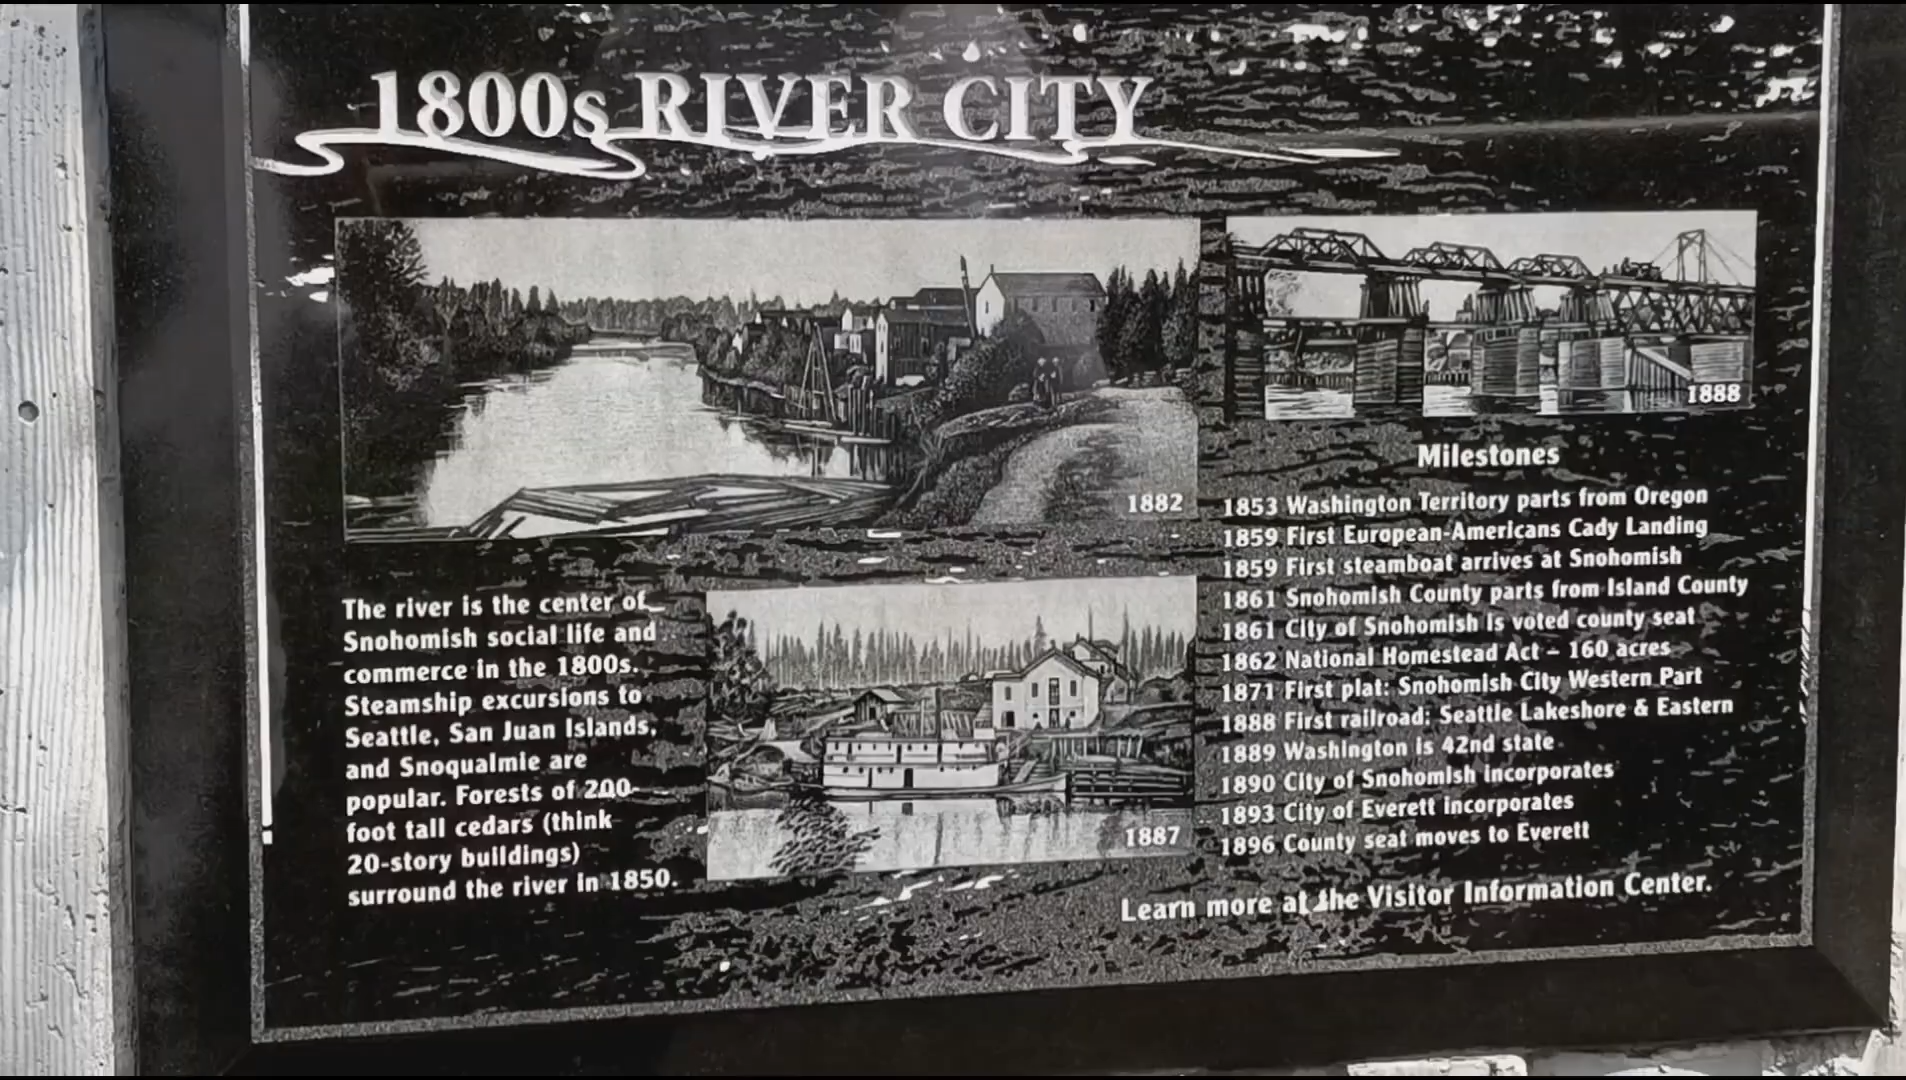 1800s RIVER CITY
1882
1888
The river is the center of
Snohomish social life and
commerce in the 1800s.
Steamship excursions to
Seattle, San Juan Islands,
and Snoqualmie are
popular. Forests of 200-
foot tall cedars (think
20-story buildings)
surround the river in 1850.
1887
Milestones
1853 Washington Territory parts from Oregon
1859 First European-Americans Cady Landing
1859 First steamboat arrives at Snohomish
1861 Snohomish County parts from Island County
1861 City of Snohomish is voted county seat
1862 National Homestead Act – 160 acres
1871 First plat: Snohomish City Western Part
1888 First railroad: Seattle Lakeshore & Eastern
1889 Washington is 42nd state
1890 City of Snohomish incorporates
1893 City of Everett incorporates
1896 County seat moves to Everett
Learn more at the Visitor Information Center.